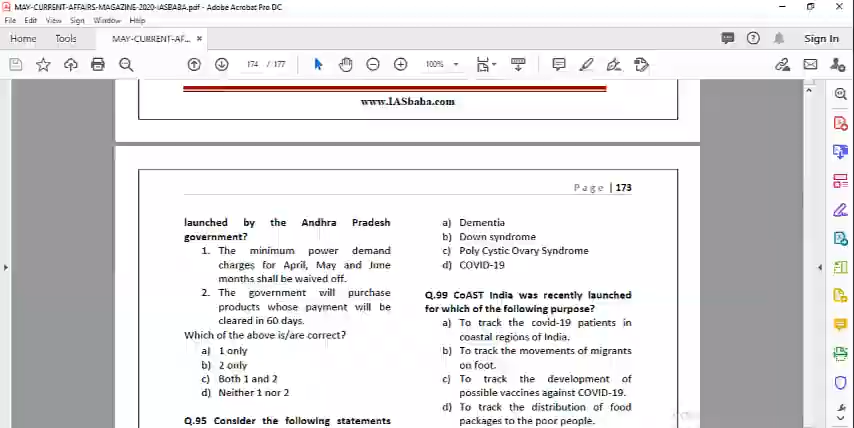 MAY-CURRENT-AFFAIRS-MAGAZINE-2020-IASBABA.pdf - Adobe Acrobat Pro DC
File Edit View Sign Window Help
Home Tools MAY-CURRENT-AF... × Sign In
174 / 177 100%
www.IASbaba.com
Page | 173
launched by the Andhra Pradesh
government?
1. The minimum power demand
charges for April, May and June
months shall be waived off.
2. The government will purchase
products whose payment will be
cleared in 60 days.
Which of the above is/are correct?
a) 1 only
b) 2 only
c) Both 1 and 2
d) Neither 1 nor 2
Q.95 Consider the following statements
a) Dementia
b) Down syndrome
c) Poly Cystic Ovary Syndrome
d) COVID-19
Q.99 CoAST India was recently launched
for which of the following purpose?
a) To track the covid-19 patients in
coastal regions of India.
b) To track the movements of migrants
on foot.
c) To track the development of
possible vaccines against COVID-19.
d) To track the distribution of food
packages to the poor people.